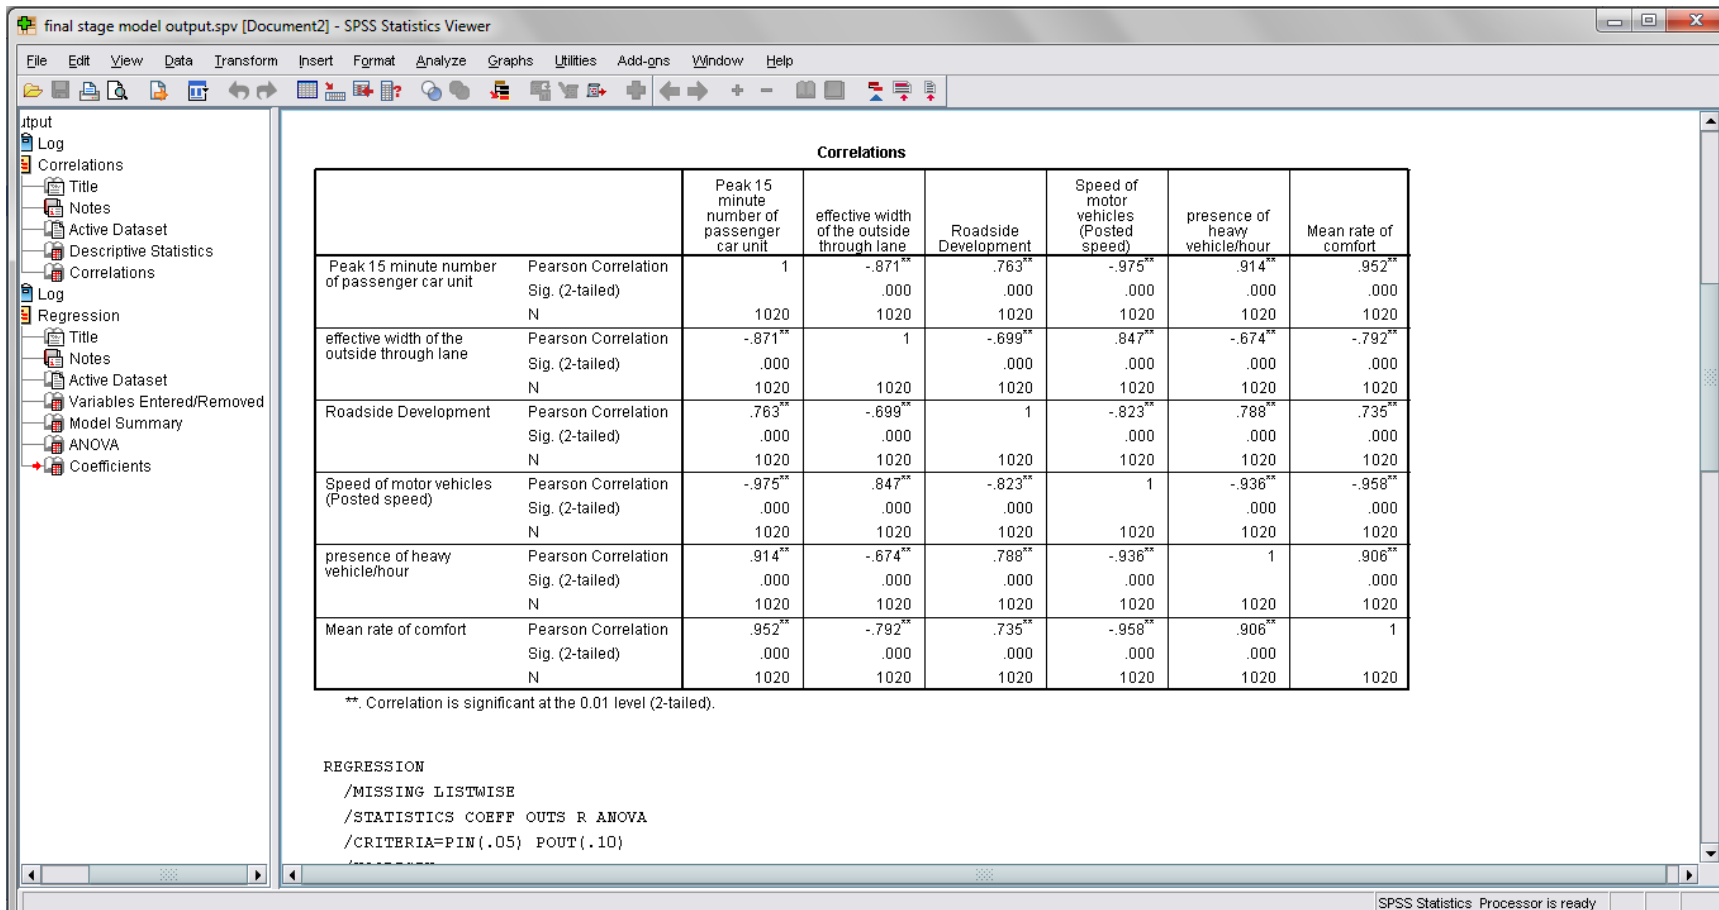 final stage model output.spv [Document2] - SPSS Statistics Viewer
File Edit View Data Transform Insert Format Analyze Graphs Utilities Add-ons Window Help
Log
Correlations
Title
Notes
Active Dataset
Descriptive Statistics
Correlations
Log
Regression
Title
Notes
Active Dataset
Variables Entered/Removed
Model Summary
ANOVA
Coefficients
Correlations
Peak 15 minute number of passenger car unit
effective width of the outside through lane
Roadside Development
Speed of motor vehicles (Posted speed)
presence of heavy vehicle/hour
Mean rate of comfort
Peak 15 minute number of passenger car unit Pearson Correlation 1 -.871** .763** -.975** .914** .952**
Sig. (2-tailed) .000 .000 .000 .000 .000
N 1020 1020 1020 1020 1020 1020
effective width of the outside through lane Pearson Correlation -.871** 1 -.699** .847** -.674** -.792**
Sig. (2-tailed) .000 .000 .000 .000 .000
N 1020 1020 1020 1020 1020 1020
Roadside Development Pearson Correlation .763** -.699** 1 -.823** .788** .735**
Sig. (2-tailed) .000 .000 .000 .000 .000
N 1020 1020 1020 1020 1020 1020
Speed of motor vehicles (Posted speed) Pearson Correlation -.975** .847** -.823** 1 -.936** -.958**
Sig. (2-tailed) .000 .000 .000 .000 .000
N 1020 1020 1020 1020 1020 1020
presence of heavy vehicle/hour Pearson Correlation .914** -.674** .788** -.936** 1 .906**
Sig. (2-tailed) .000 .000 .000 .000 .000
N 1020 1020 1020 1020 1020 1020
Mean rate of comfort Pearson Correlation .952** -.792** .735** -.958** .906** 1
Sig. (2-tailed) .000 .000 .000 .000 .000
N 1020 1020 1020 1020 1020 1020
**. Correlation is significant at the 0.01 level (2-tailed).
REGRESSION
/MISSING LISTWISE
/STATISTICS COEFF OUTS R ANOVA
/CRITERIA=PIN(.05) POUT(.10)
SPSS Statistics Processor is ready